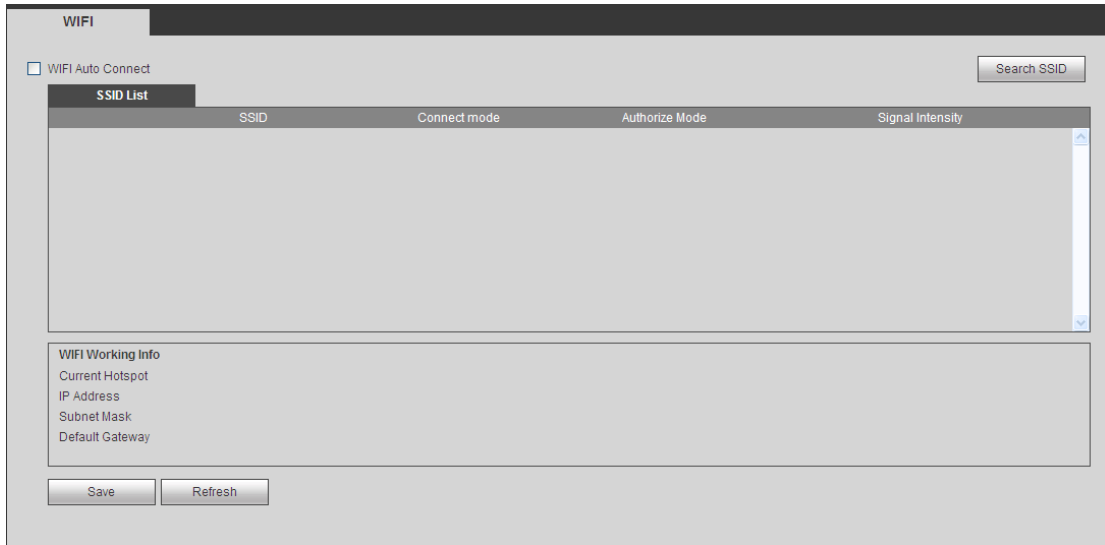 WIFI
WIFI Auto Connect
Search SSID
SSID List
SSID Connect mode Authorize Mode Signal Intensity
WIFI Working Info
Current Hotspot
IP Address
Subnet Mask
Default Gateway
Save Refresh